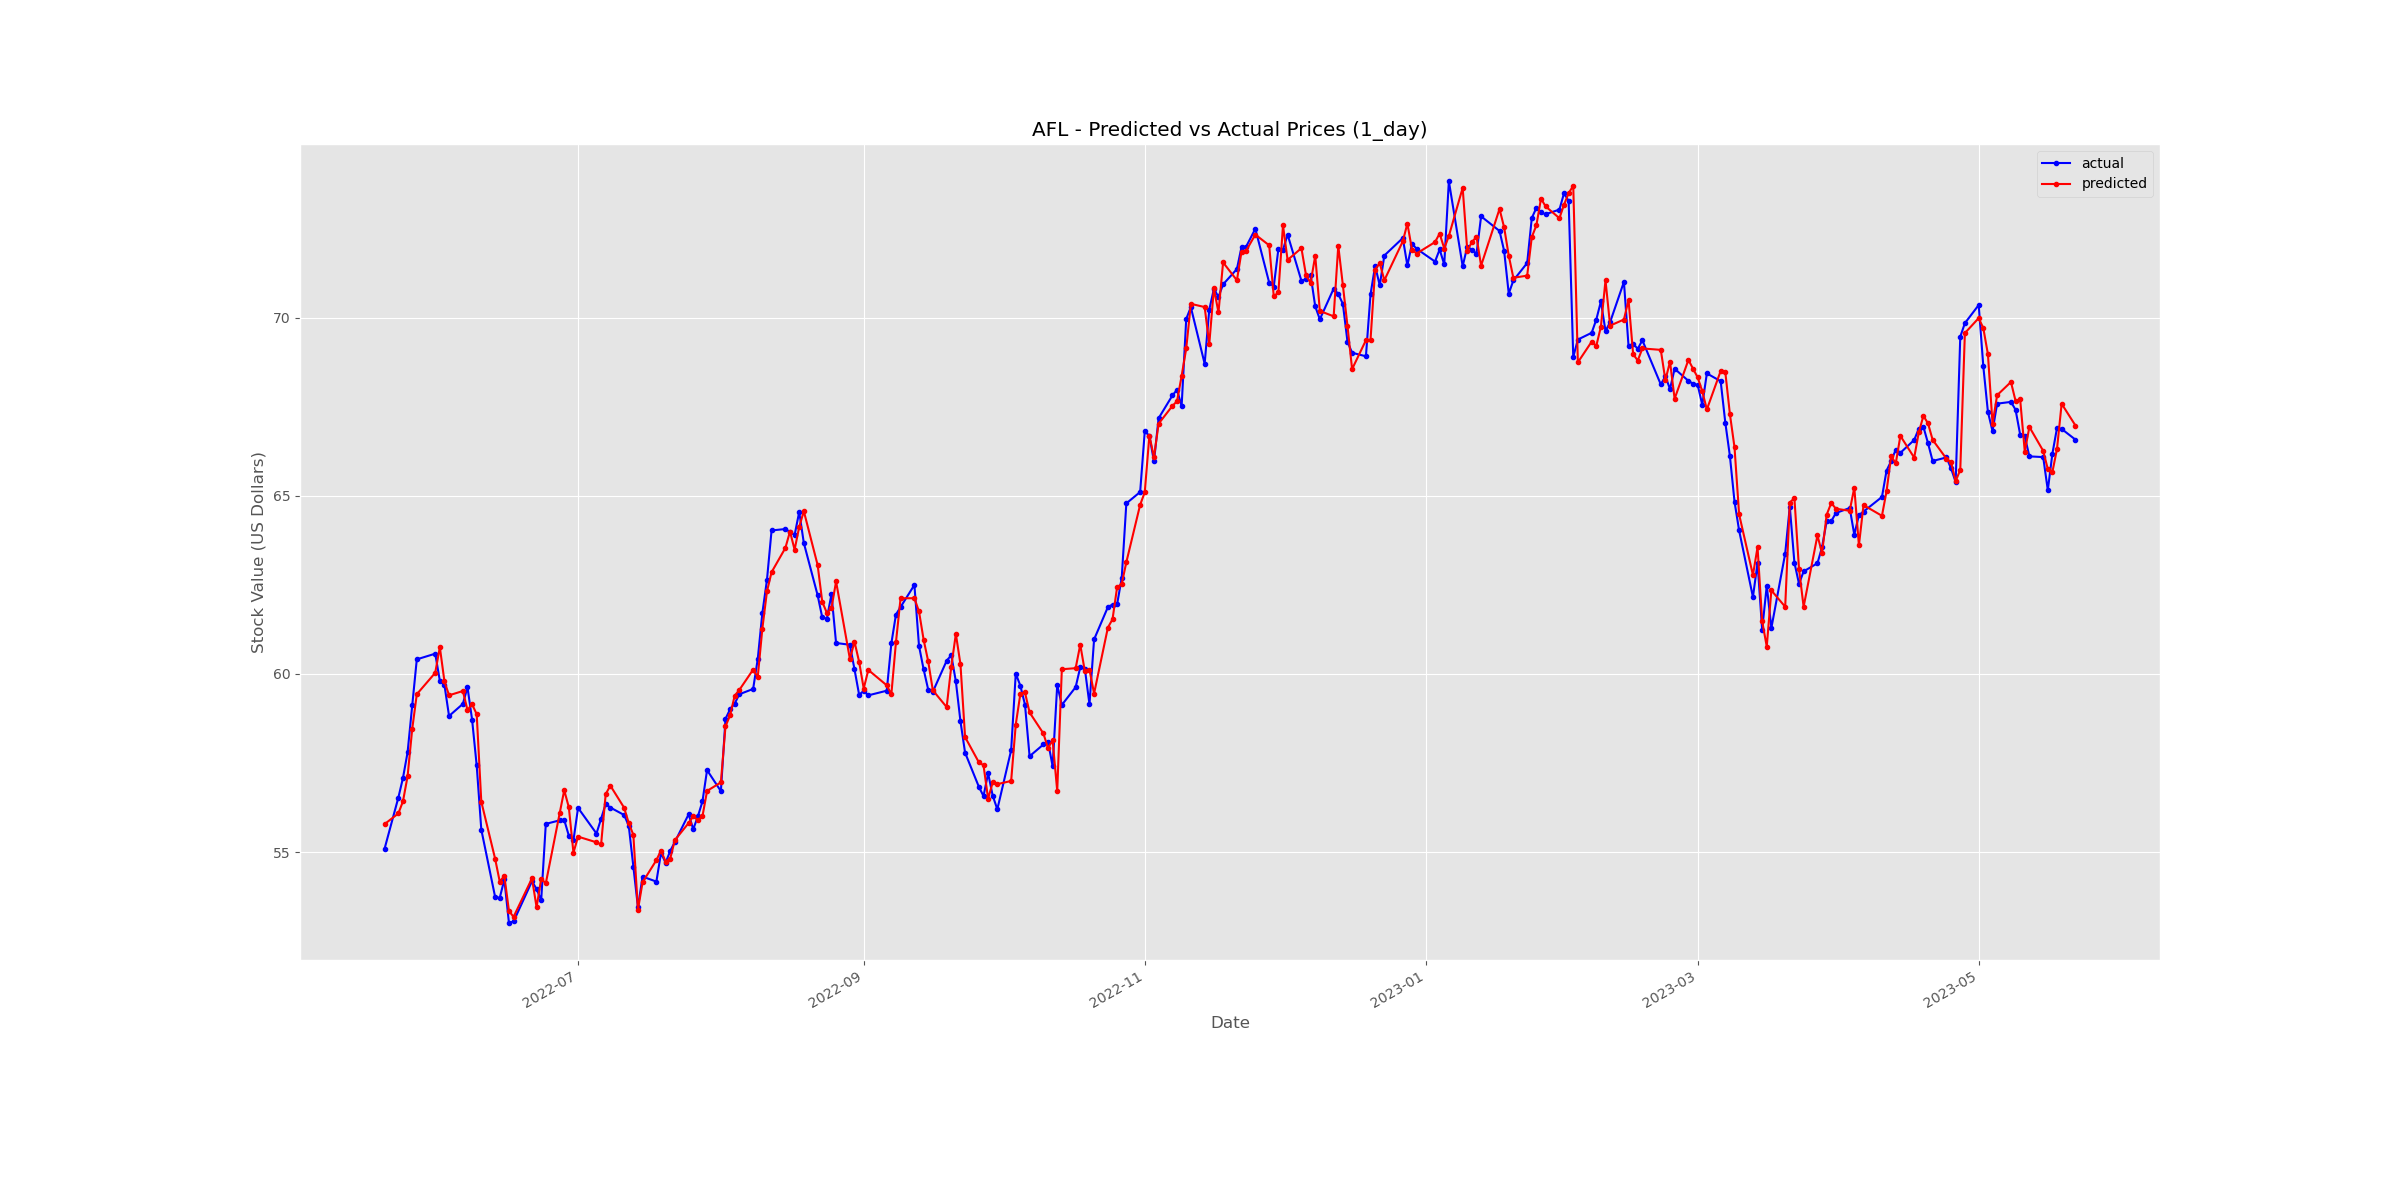 AFL - Predicted vs Actual Prices (1_day)
actual
predicted
Stock Value (US Dollars)
70
65
60
55
2022-07
2022-09
2022-11
2023-01
2023-03
2023-05
Date